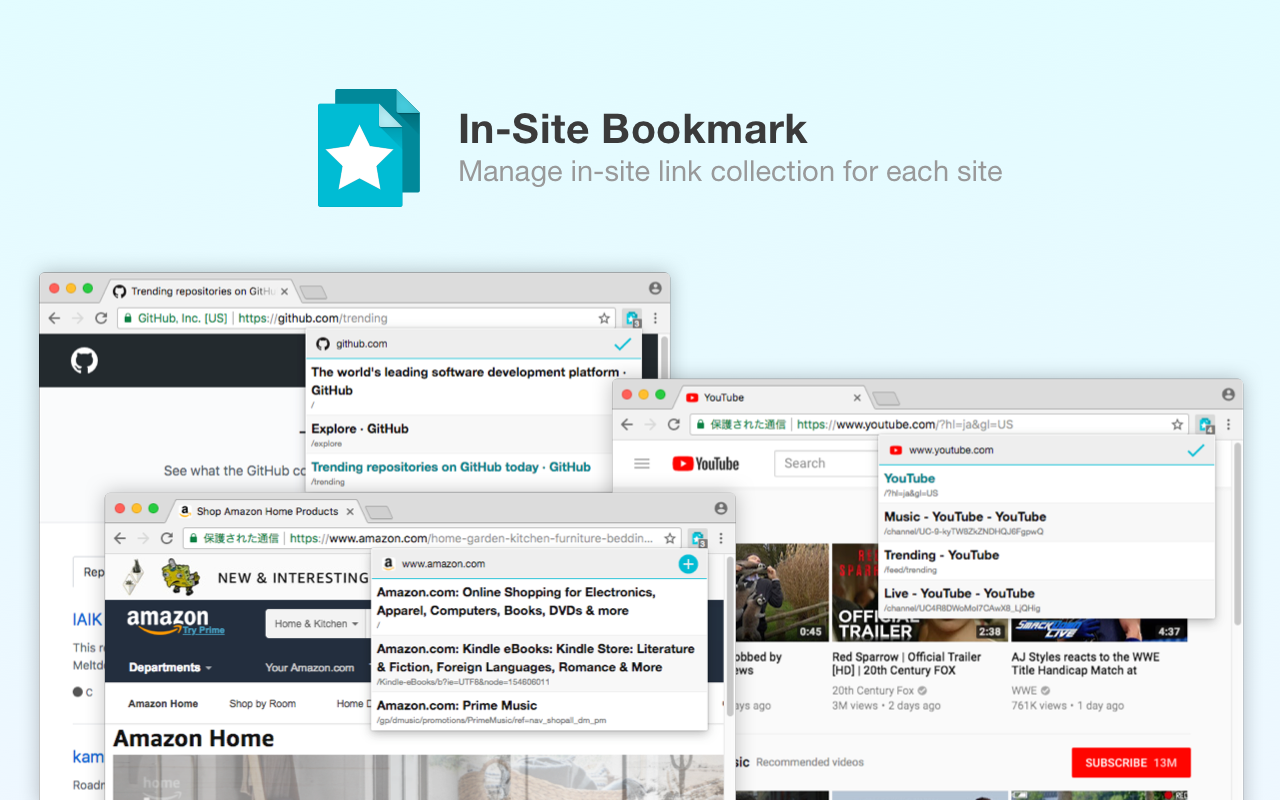 In-Site Bookmark
Manage in-site link collection for each site
Trending repositories on GitHu
GitHub, Inc. [US] | https://github.com/trending
3
github.com
The world's leading software development platform ·
GitHub
/
Explore · GitHub
/explore
Trending repositories on GitHub today · GitHub
/trending
See what the GitHub co
Rep
This r
Meltd
C
kam
Roadn
YouTube
保護された通信 | https://www.youtube.com/?hl=ja&gl=US
4
YouTube
Search
www.youtube.com
YouTube
/?hl=ja&gl=US
Music - YouTube - YouTube
/channel/UC-9-kyTW8ZkZNDHQJ6FgpwQ
Trending - YouTube
/feed/trending
Live - YouTube - YouTube
/channel/UC4R8DWoMoI7CAwX8_LjQHig
0:45
OFFICIAL
TRAILER
2:38
LIVE
4:37
obbed by
ews
days ago
Red Sparrow | Official Trailer
[HD] | 20th Century FOX
20th Century Fox
3M views • 2 days ago
AJ Styles reacts to the WWE
Title Handicap Match at
WWE
761K views • 1 day ago
sic Recommended videos
SUBSCRIBE 13M
Shop Amazon Home Products
保護された通信 | https://www.amazon.com/home-garden-kitchen-furniture-beddin...
3
NEW & INTERESTING
amazon
Try Prime
Home & Kitchen
Departments
Your Amazon.com
Amazon Home
Shop by Room
Home D
www.amazon.com
Amazon.com: Online Shopping for Electronics,
Apparel, Computers, Books, DVDs & more
/
Amazon.com: Kindle eBooks: Kindle Store: Literature
& Fiction, Foreign Languages, Romance & More
/Kindle-eBooks/b?ie=UTF8&node=154606011
Amazon.com: Prime Music
/gp/dmusic/promotions/PrimeMusic/ref=nav_shopall_dm_pm
Amazon Home
home